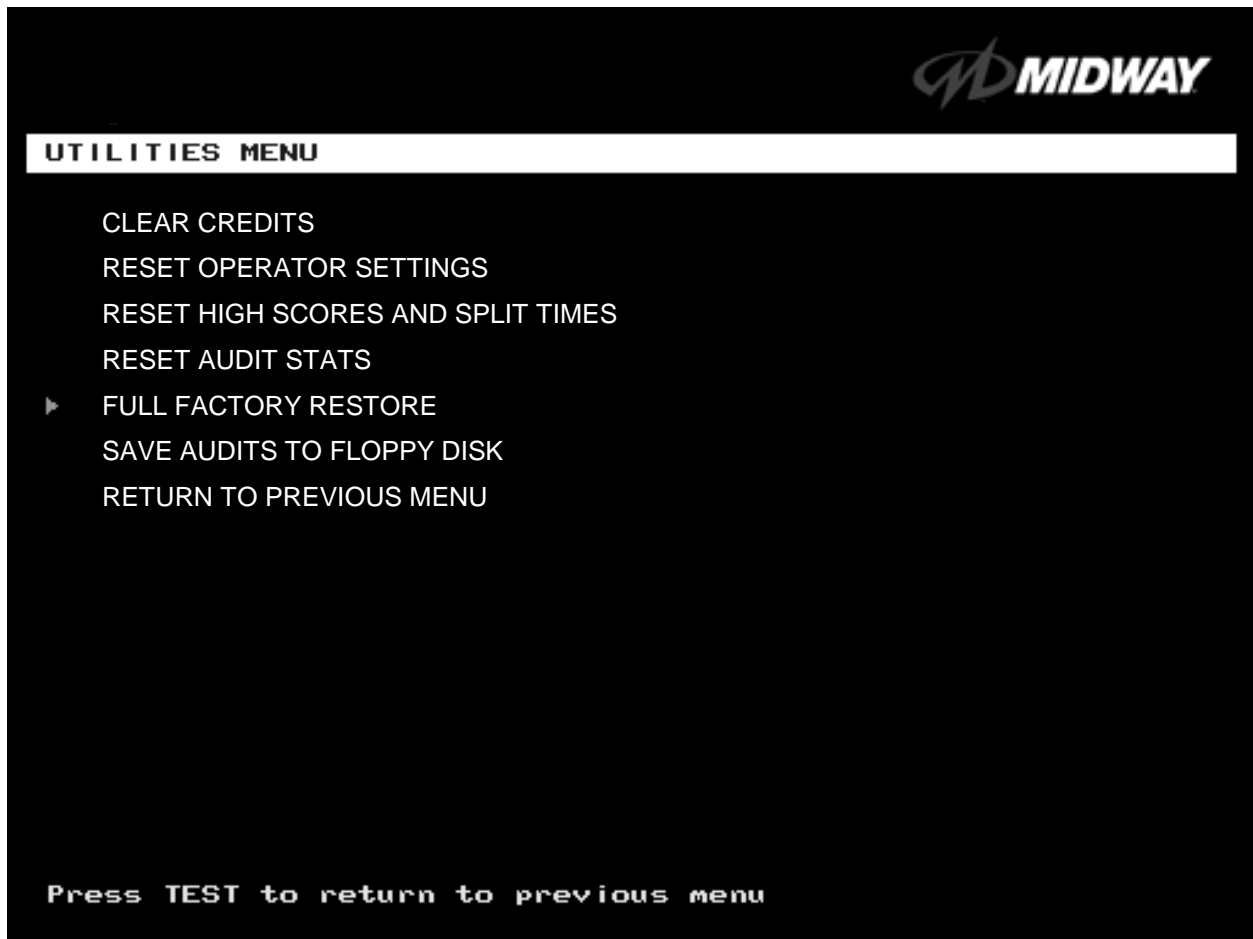 MIDWAY
UTILITIES MENU
CLEAR CREDITS
RESET OPERATOR SETTINGS
RESET HIGH SCORES AND SPLIT TIMES
RESET AUDIT STATS
FULL FACTORY RESTORE
SAVE AUDITS TO FLOPPY DISK
RETURN TO PREVIOUS MENU
Press TEST to return to previous menu